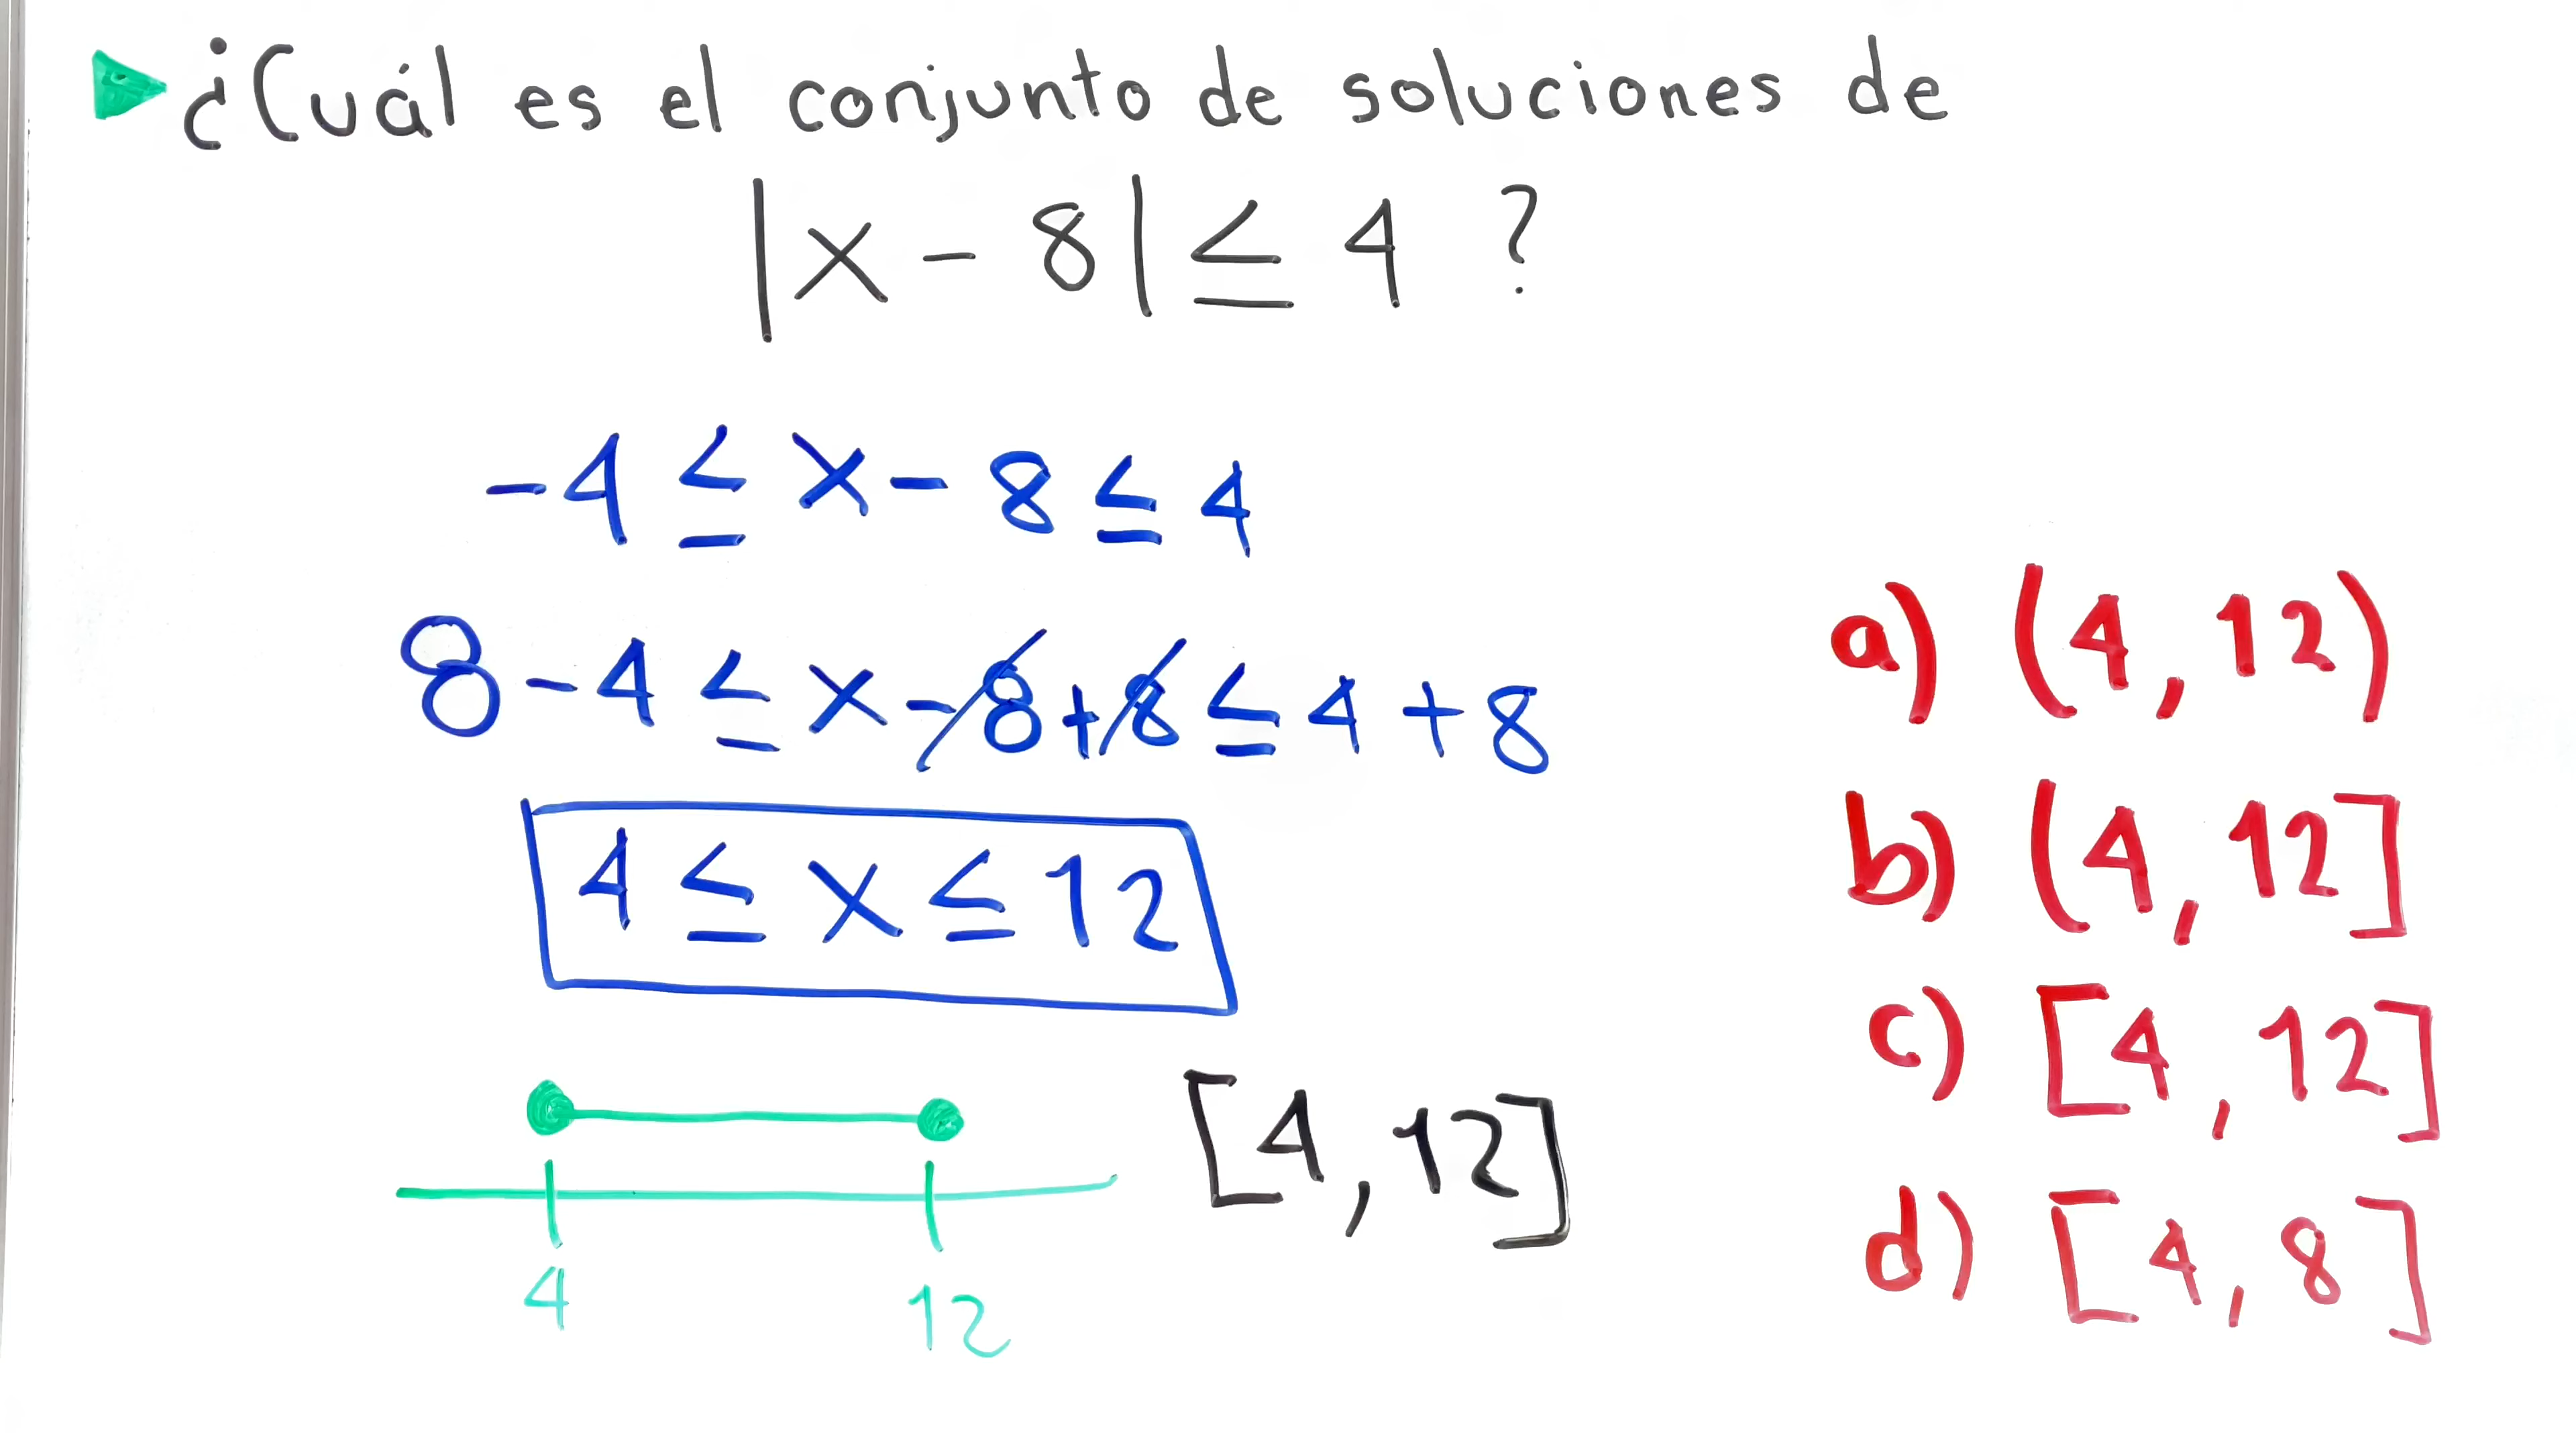 ¿Cuál es el conjunto de soluciones de
|x - 8| ≤ 4 ?
-4 ≤ x - 8 ≤ 4
8 - 4 ≤ x - 8 + 8 ≤ 4 + 8
4 ≤ x ≤ 12
4 12
[4, 12]
a) (4, 12)
b) (4, 12]
c) [4, 12]
d) [4, 8]